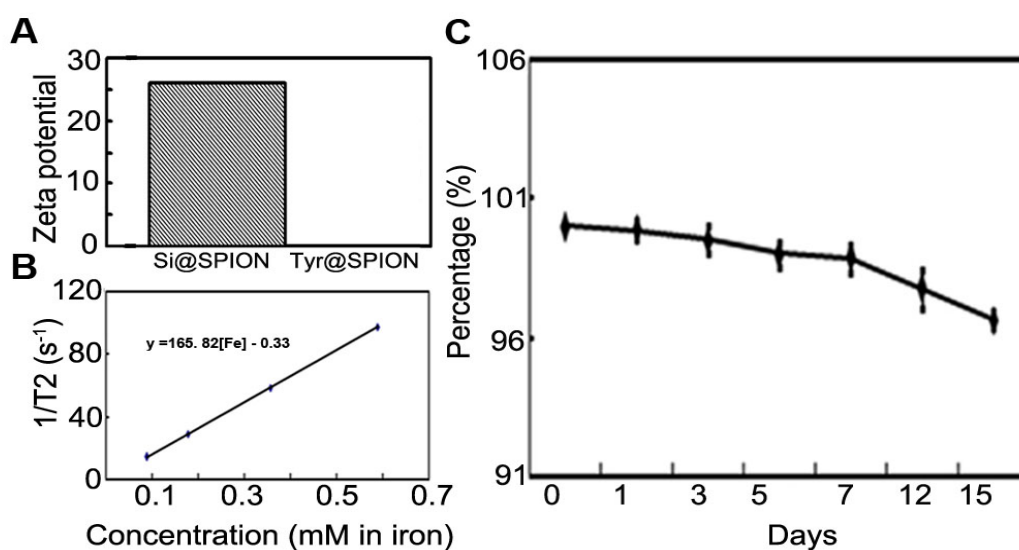 A
30
20
10
0
Zeta potential
Si@SPION
Tyr@SPION
B
120
80
40
0
1/T2 (s-1)
y =165. 82[Fe] - 0.33
0.1 0.3 0.5 0.7
Concentration (mM in iron)
C
106
101
96
91
Percentage (%)
0 1 3 5 7 12 15
Days